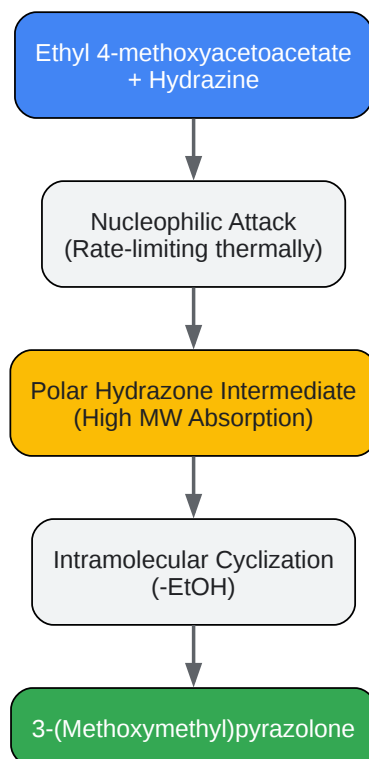 Ethyl 4-methoxyacetoacetate
+ Hydrazine
Nucleophilic Attack
(Rate-limiting thermally)
Polar Hydrazone Intermediate
(High MW Absorption)
Intramolecular Cyclization
(-EtOH)
3-(Methoxymethyl)pyrazolone